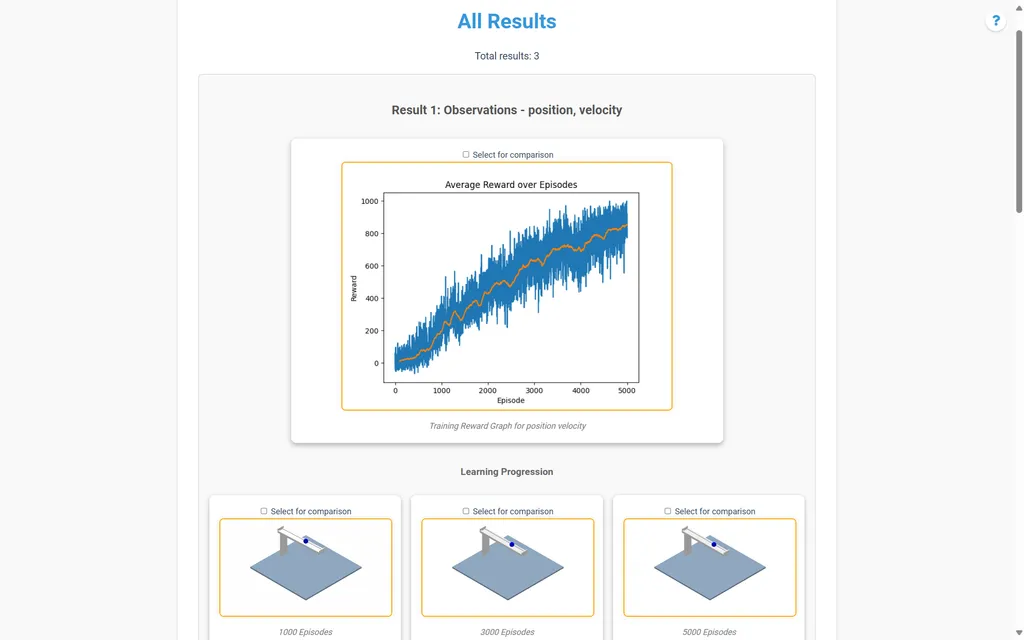 All Results
?
Total results: 3
Result 1: Observations - position, velocity
Select for comparison
Average Reward over Episodes
1000
800
600
400
200
0
Reward
0 1000 2000 3000 4000 5000
Episode
Training Reward Graph for position velocity
Learning Progression
Select for comparison Select for comparison Select for comparison
1000 Episodes 3000 Episodes 5000 Episodes